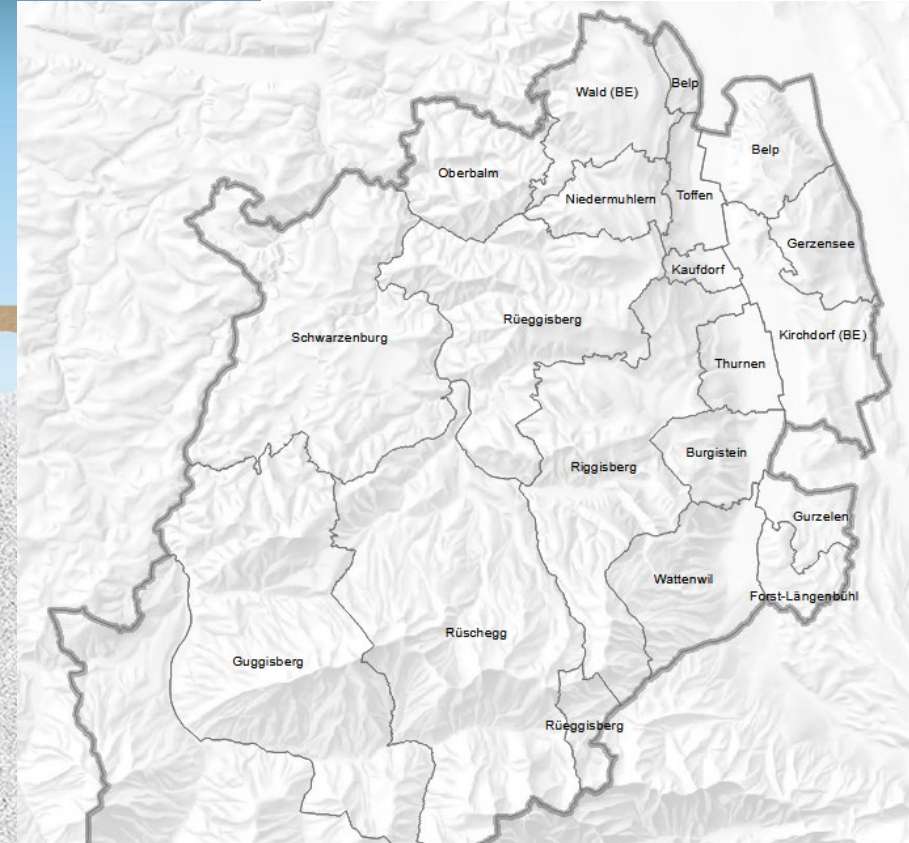 Belp
Wald (BE)
Belp
Oberbalm
Niedermuhlern
Toffen
Gerzensee
Kaufdorf
Rüeggisberg
Schwarzenburg
Kirchdorf (BE)
Thurnen
Burgistein
Riggisberg
Gurzelen
Wattenwil
Forst-Längenbühl
Rüschegg
Guggisberg
Rüeggisberg